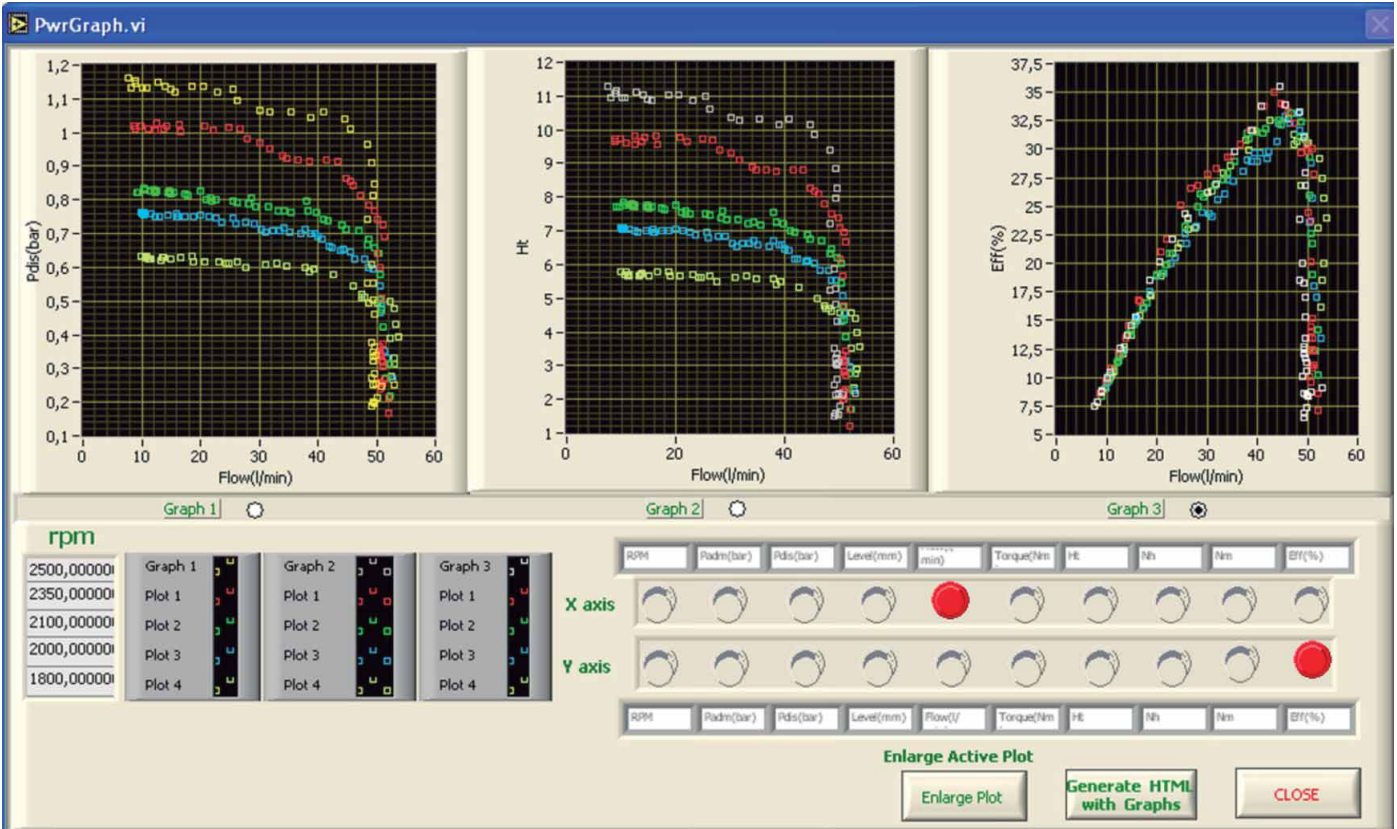 PwrGraph.vi
1,2
1,1
1
0,9
0,8
0,7
0,6
0,5
0,4
0,3
0,2
0,1
Pdis(bar)
0 10 20 30 40 50 60
Flow(l/min)
12
11
10
9
8
7
6
5
4
3
2
1
Ht
0 20 40 60
Flow(l/min)
37,5
35
32,5
30
27,5
25
22,5
20
17,5
15
12,5
10
7,5
5
Eff(%)
0 10 20 30 40 50 60
Flow(l/min)
Graph 1 Graph 2 Graph 3
rpm
2500,00000
2350,00000
2100,00000
2000,00000
1800,00000
Graph 1
Plot 1
Plot 2
Plot 3
Plot 4
Graph 2
Plot 1
Plot 2
Plot 3
Plot 4
Graph 3
Plot 1
Plot 2
Plot 3
Plot 4
RPM Padm(bar) Pdis(bar) Level(mm) min) Torque(Nm Ht Nh Nm Eff(%)
X axis
Y axis
RPM Padm(bar) Pdis(bar) Level(mm) Flow(l/ Torque(Nm Ht Nh Nm Eff(%)
Enlarge Active Plot
Enlarge Plot
Generate HTML
with Graphs
CLOSE